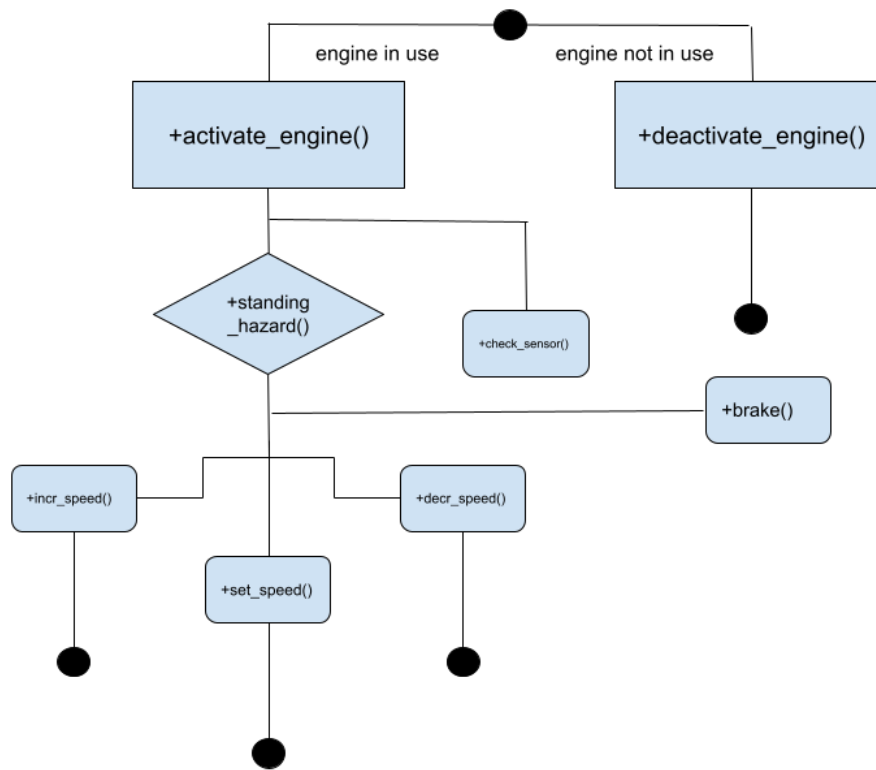 engine in use
engine not in use
+activate_engine()
+deactivate_engine()
+standing
_hazard()
+check_sensor()
+brake()
+incr_speed()
+decr_speed()
+set_speed()